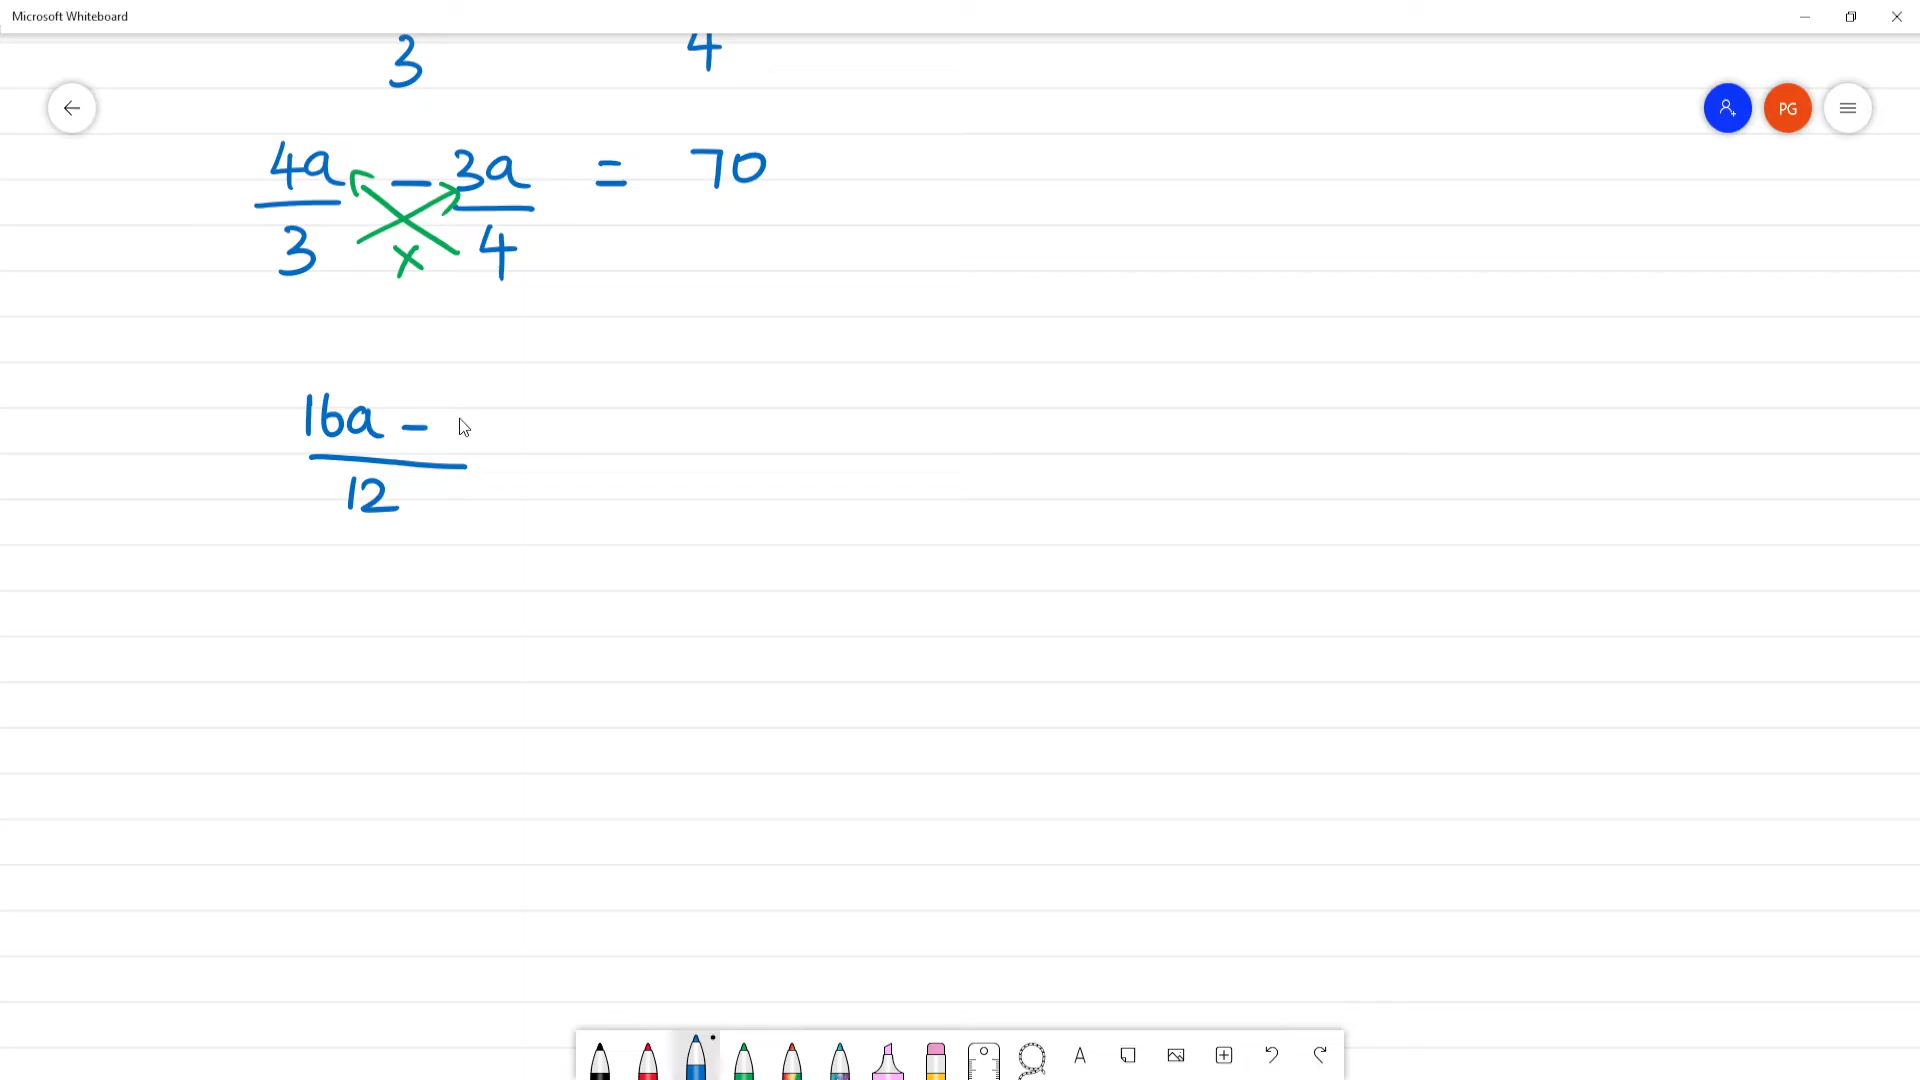 Microsoft Whiteboard
3 4
4a - 3a = 70
3 x 4
16a -
12
PG
A